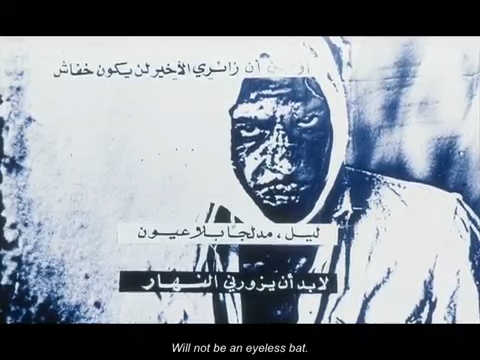 أن زائري الأخير لن يكون خفاش
ليل، مدلجا بلا عيون
لابد أن يزورني النهار
Will not be an eyeless bat.